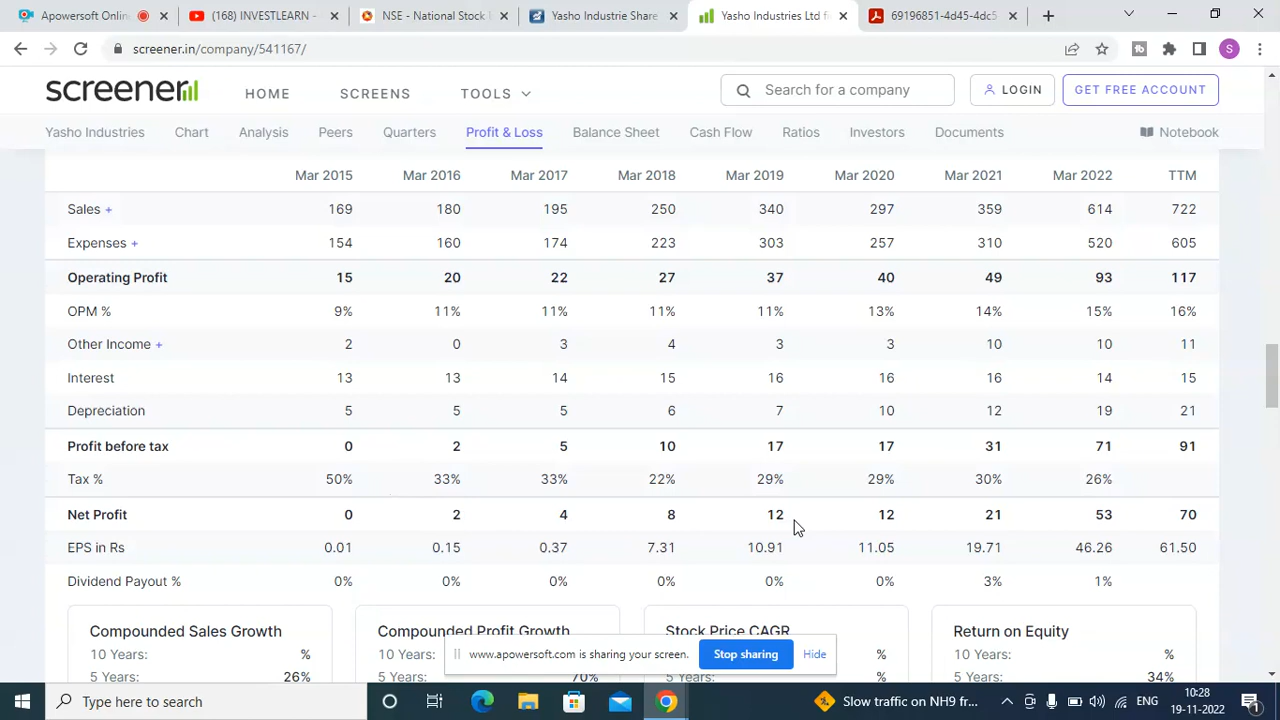 Apowersoft Onlin
(168) INVESTLEARN -
NSE - National Stock
Yasho Industrie Share
Yasho Industries Ltd fi
69196851-4d45-4dc5
screener.in/company/541167/
S
screener
HOME
SCREENS
TOOLS
Search for a company
LOGIN
GET FREE ACCOUNT
Yasho Industries
Chart
Analysis
Peers
Quarters
Profit & Loss
Balance Sheet
Cash Flow
Ratios
Investors
Documents
Notebook
Mar 2015 Mar 2016 Mar 2017 Mar 2018 Mar 2019 Mar 2020 Mar 2021 Mar 2022 TTM
Sales + 169 180 195 250 340 297 359 614 722
Expenses + 154 160 174 223 303 257 310 520 605
Operating Profit 15 20 22 27 37 40 49 93 117
OPM % 9% 11% 11% 11% 11% 13% 14% 15% 16%
Other Income + 2 0 3 4 3 3 10 10 11
Interest 13 13 14 15 16 16 16 14 15
Depreciation 5 5 5 6 7 10 12 19 21
Profit before tax 0 2 5 10 17 17 31 71 91
Tax % 50% 33% 33% 22% 29% 29% 30% 26%
Net Profit 0 2 4 8 12 12 21 53 70
EPS in Rs 0.01 0.15 0.37 7.31 10.91 11.05 19.71 46.26 61.50
Dividend Payout % 0% 0% 0% 0% 0% 0% 3% 1%
Compounded Sales Growth
10 Years: %
5 Years: 26%
Compounded Profit Growth
10 Years:
5 Years: 70%
Stock Price CAGR
%
%
Return on Equity
10 Years: %
5 Years: 34%
www.apowersoft.com is sharing your screen.
Stop sharing
Hide
Type here to search
Slow traffic on NH9 fr...
ENG
10:28
19-11-2022
1